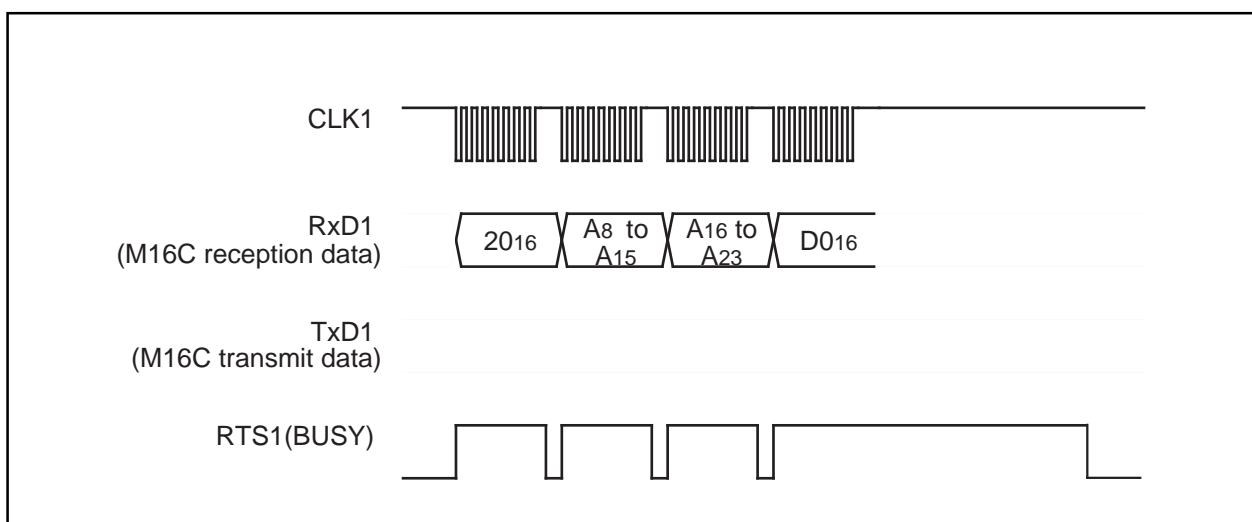 CLK1
RxD1
(M16C reception data)
2016
A8 to
A15
A16 to
A23
D016
TxD1
(M16C transmit data)
RTS1(BUSY)